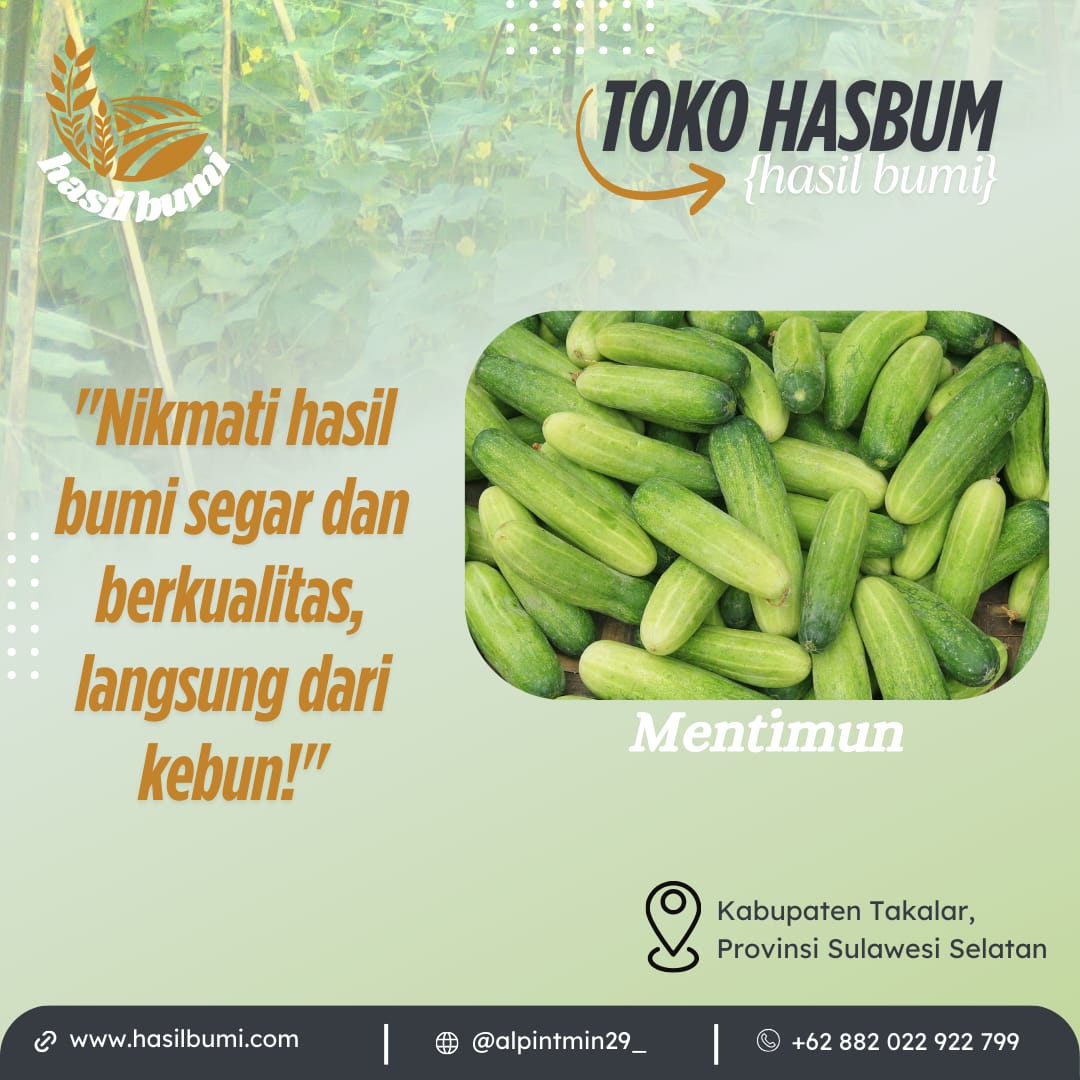 hasil bumi
TOKO HASBUM
{hasil bumi}
"Nikmati hasil
bumi segar dan
berkualitas,
langsung dari
kebun!"
Mentimun
Kabupaten Takalar,
Provinsi Sulawesi Selatan
www.hasilbumi.com
@alpintmin29_
+62 882 022 922 799